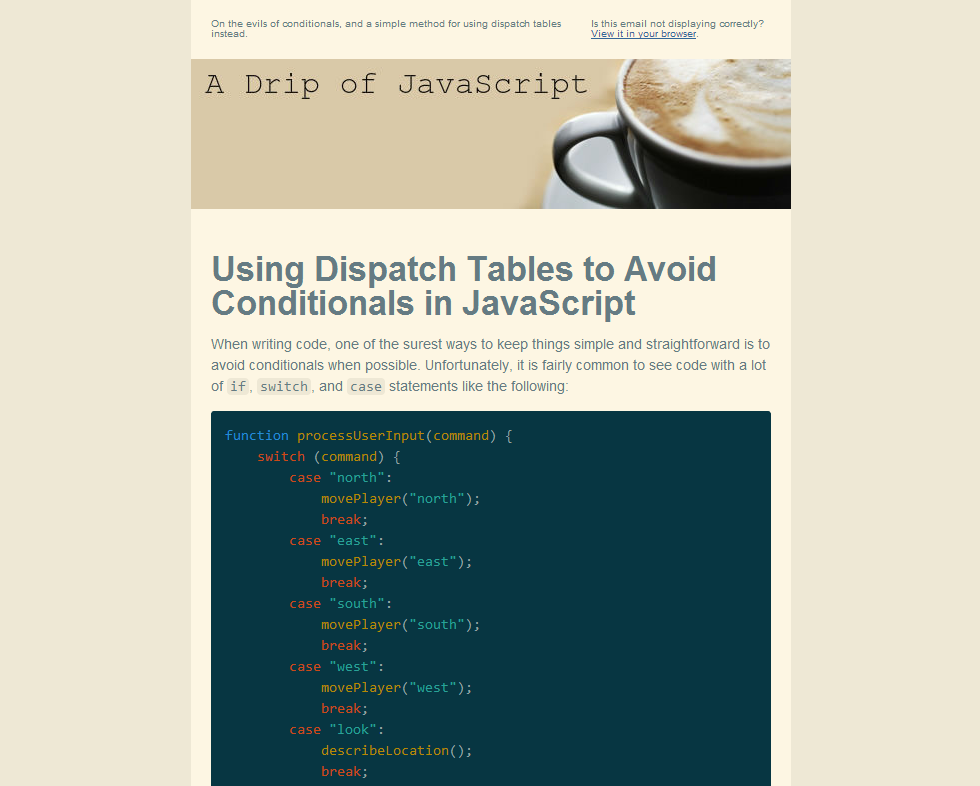 On the evils of conditionals, and a simple method for using dispatch tables
instead.
Is this email not displaying correctly?
View it in your browser.
A Drip of JavaScript
Using Dispatch Tables to Avoid
Conditionals in JavaScript
When writing code, one of the surest ways to keep things simple and straightforward is to
avoid conditionals when possible. Unfortunately, it is fairly common to see code with a lot
of if, switch, and case statements like the following:
function processUserInput(command) {
    switch (command) {
        case "north":
            movePlayer("north");
            break;
        case "east":
            movePlayer("east");
            break;
        case "south":
            movePlayer("south");
            break;
        case "west":
            movePlayer("west");
            break;
        case "look":
            describeLocation();
            break;